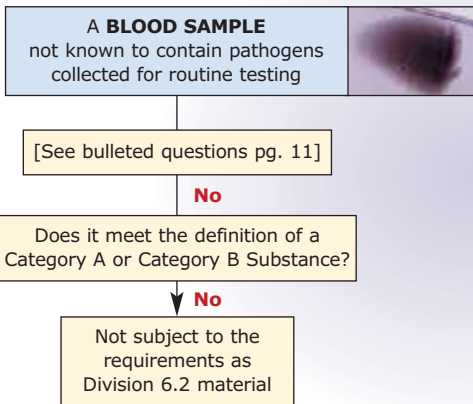 A BLOOD SAMPLE
not known to contain pathogens
collected for routine testing
[See bulleted questions pg. 11]
No
Does it meet the definition of a
Category A or Category B Substance?
No
Not subject to the
requirements as
Division 6.2 material